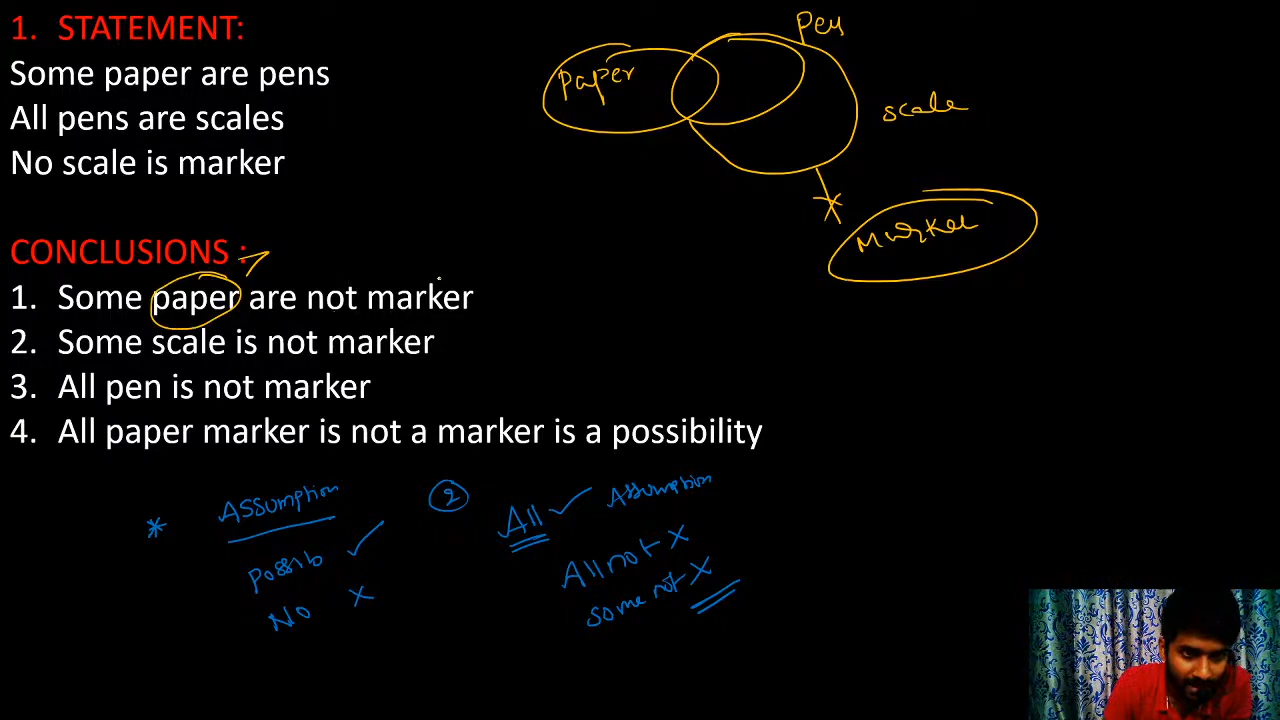 1. STATEMENT:
Some paper are pens
All pens are scales
No scale is marker
Pen
Paper
scale
Marker
CONCLUSIONS :
1. Some paper are not marker
2. Some scale is not marker
3. All pen is not marker
4. All paper marker is not a marker is a possibility
* Assumption
Possib ✓
No X
2 All ✓ Assumption
All not X
some not X